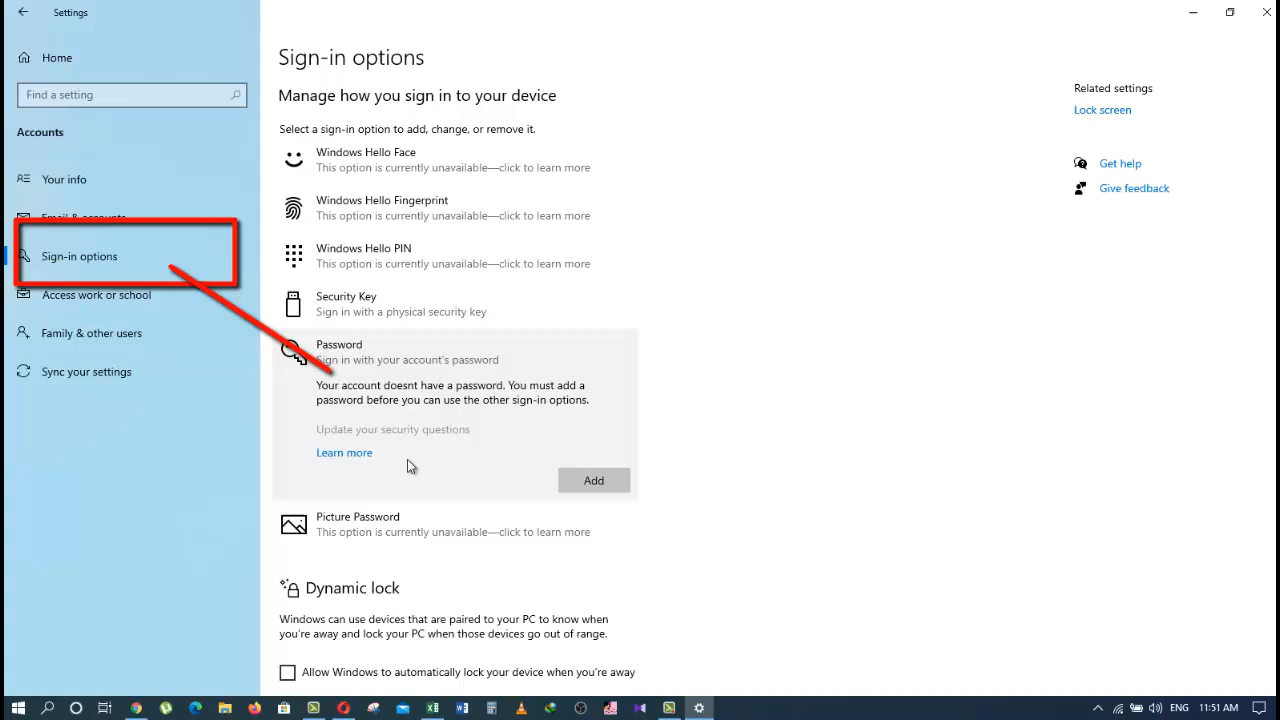 Settings
Home
Find a setting
Accounts
Your info
Email & accounts
Sign-in options
Access work or school
Family & other users
Sync your settings
Sign-in options
Manage how you sign in to your device
Select a sign-in option to add, change, or remove it.
Windows Hello Face
This option is currently unavailable—click to learn more
Windows Hello Fingerprint
This option is currently unavailable—click to learn more
Windows Hello PIN
This option is currently unavailable—click to learn more
Security Key
Sign in with a physical security key
Password
Sign in with your account's password
Your account doesnt have a password. You must add a
password before you can use the other sign-in options.
Update your security questions
Learn more
Add
Picture Password
This option is currently unavailable—click to learn more
Dynamic lock
Windows can use devices that are paired to your PC to know when
you're away and lock your PC when those devices go out of range.
Allow Windows to automatically lock your device when you're away
Related settings
Lock screen
Get help
Give feedback
ENG
11:51 AM